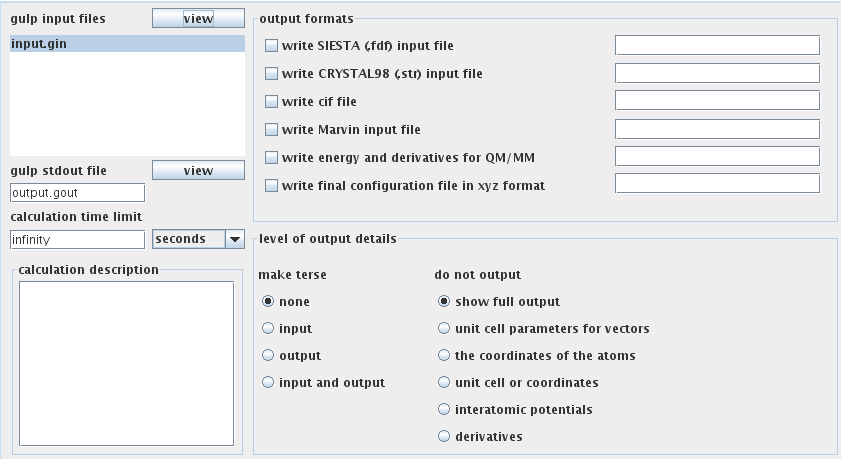 gulp input files
view
input.gin
gulp stdout file
view
output.gout
calculation time limit
infinity
seconds
calculation description
output formats
write SIESTA (.fdf) input file
write CRYSTAL98 (.str) input file
write cif file
write Marvin input file
write energy and derivatives for QM/MM
write final configuration file in xyz format
level of output details
make terse
none
input
output
input and output
do not output
show full output
unit cell parameters for vectors
the coordinates of the atoms
unit cell or coordinates
interatomic potentials
derivatives